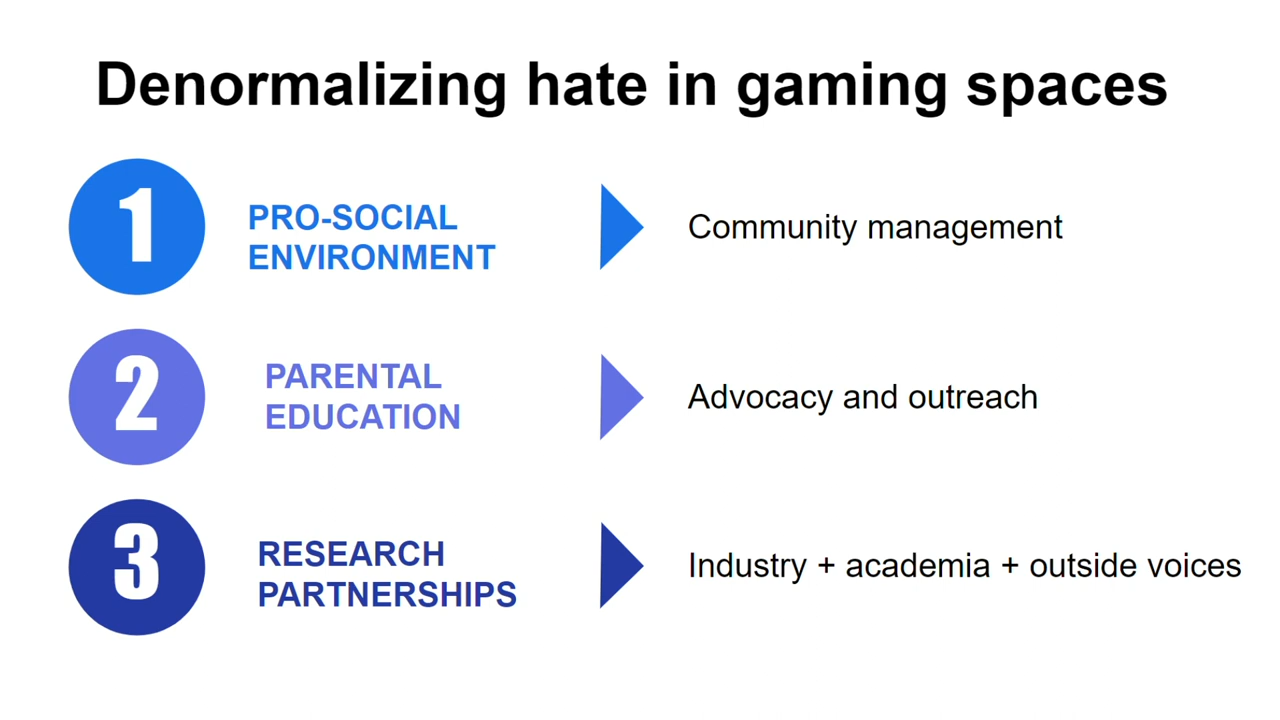 Denormalizing hate in gaming spaces
1
PRO-SOCIAL
ENVIRONMENT
Community management
2
PARENTAL
EDUCATION
Advocacy and outreach
3
RESEARCH
PARTNERSHIPS
Industry + academia + outside voices